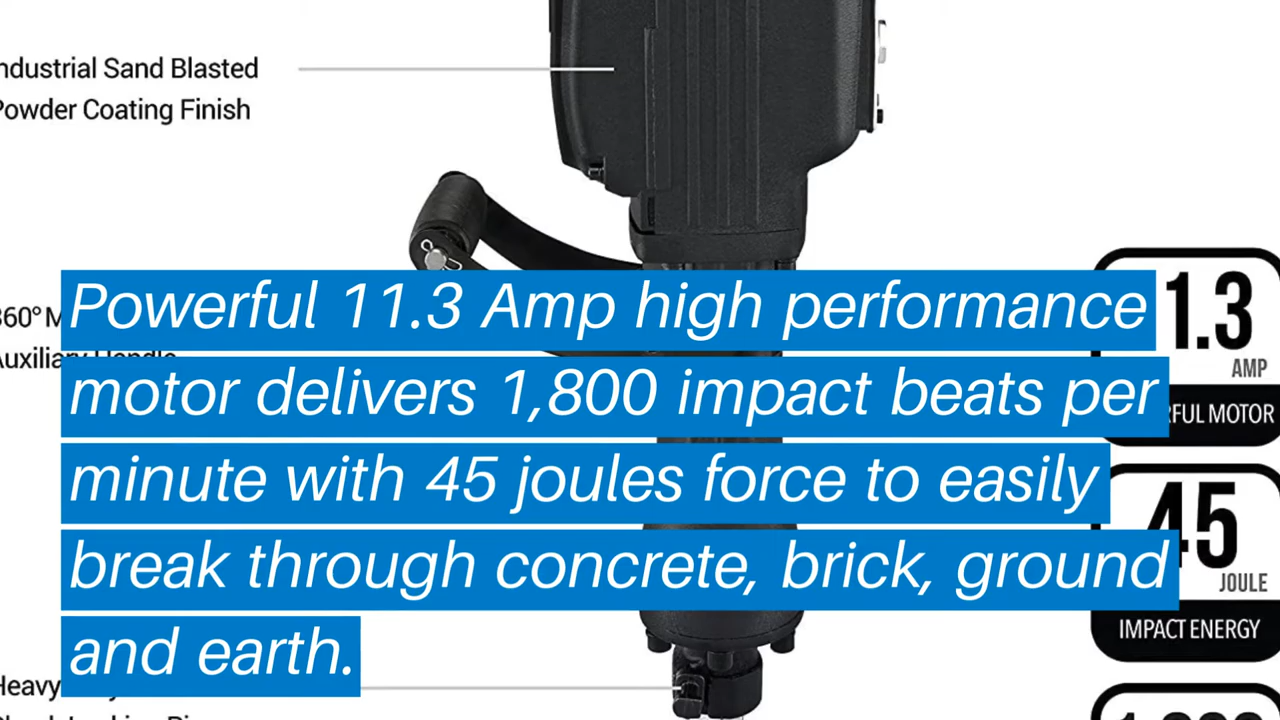 ndustrial Sand Blasted
Powder Coating Finish
Powerful 11.3 Amp high performance
motor delivers 1,800 impact beats per
minute with 45 joules force to easily
break through concrete, brick, ground
and earth.
360° M
1.3
AMP
RFUL MOTOR
45
JOULE
IMPACT ENERGY
Heavy